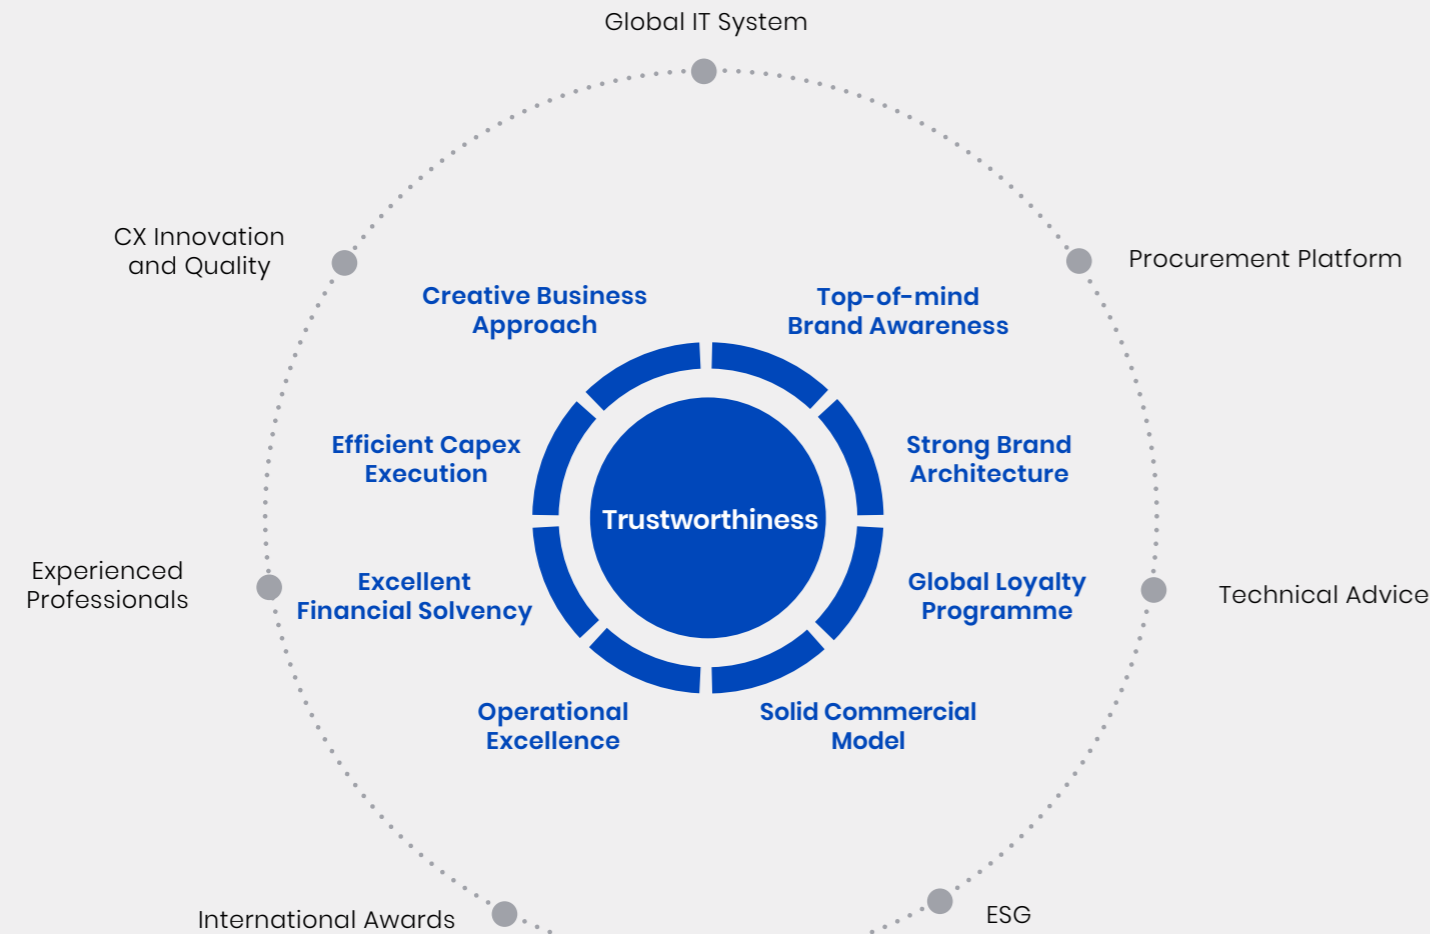 Global IT System
CX Innovation
and Quality
Procurement Platform
Creative Business
Approach
Top-of-mind
Brand Awareness
Efficient Capex
Execution
Strong Brand
Architecture
Trustworthiness
Experienced
Professionals
Excellent
Financial Solvency
Global Loyalty
Programme
Technical Advice
Operational
Excellence
Solid Commercial
Model
International Awards
ESG